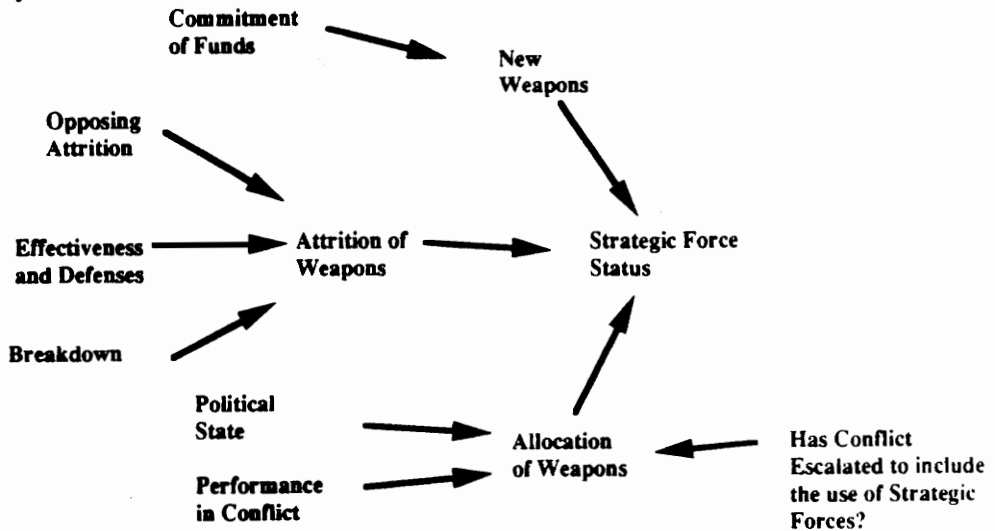 Commitment
of Funds
New
Weapons
Opposing
Attrition
Effectiveness
and Defenses
Attrition of
Weapons
Strategic Force
Status
Breakdown
Political
State
Performance
in Conflict
Allocation
of Weapons
Has Conflict
Escalated to include
the use of Strategic
Forces?